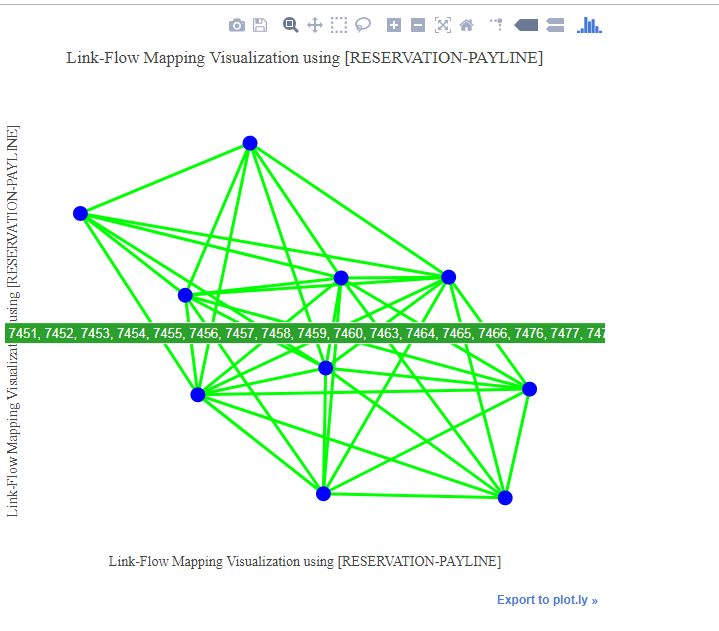 Link-Flow Mapping Visualization using [RESERVATION-PAYLINE]
Link-Flow Mapping Visualization using [RESERVATION-PAYLINE]
7451, 7452, 7453, 7454, 7455, 7456, 7457, 7458, 7459, 7460, 7463, 7464, 7465, 7466, 7476, 7477, 747
Link-Flow Mapping Visualization using [RESERVATION-PAYLINE]
Export to plot.ly »